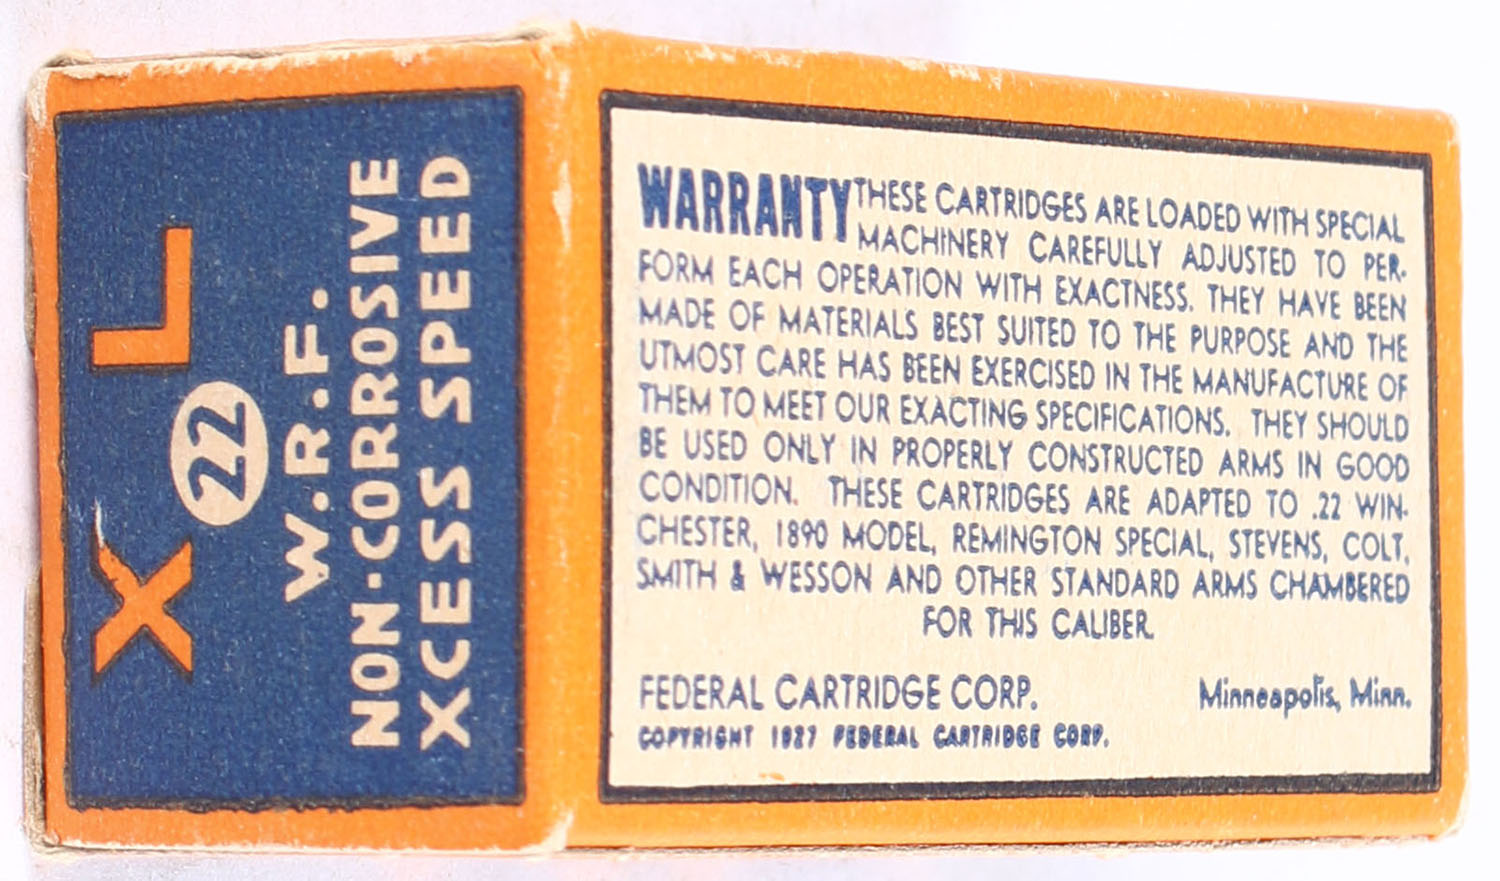 X L
22
W.R.F.
NON-CORROSIVE
XCESS SPEED
WARRANTY THESE CARTRIDGES ARE LOADED WITH SPECIAL
MACHINERY CAREFULLY ADJUSTED TO PER-
FORM EACH OPERATION WITH EXACTNESS. THEY HAVE BEEN
MADE OF MATERIALS BEST SUITED TO THE PURPOSE AND THE
UTMOST CARE HAS BEEN EXERCISED IN THE MANUFACTURE OF
THEM TO MEET OUR EXACTING SPECIFICATIONS. THEY SHOULD
BE USED ONLY IN PROPERLY CONSTRUCTED ARMS IN GOOD
CONDITION. THESE CARTRIDGES ARE ADAPTED TO .22 WIN-
CHESTER, 1890 MODEL, REMINGTON SPECIAL, STEVENS, COLT,
SMITH & WESSON AND OTHER STANDARD ARMS CHAMBERED
FOR THIS CALIBER.
FEDERAL CARTRIDGE CORP. Minneapolis, Minn.
COPYRIGHT 1927 FEDERAL CARTRIDGE CORP.